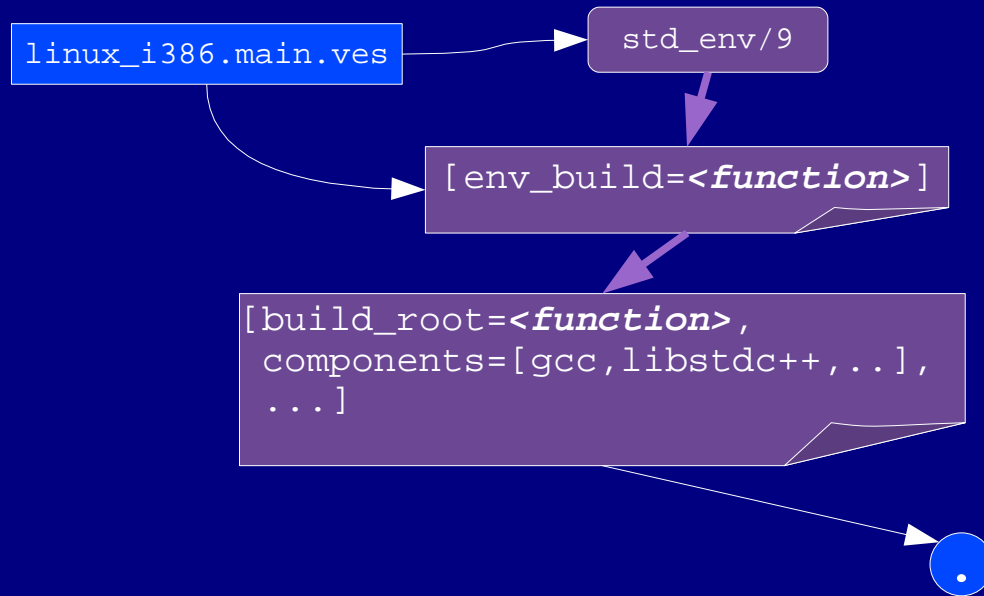 linux_i386.main.ves
std_env/9
[env_build=<function>]
[build_root=<function>,
components=[gcc,libstdc++,..],
...]
.